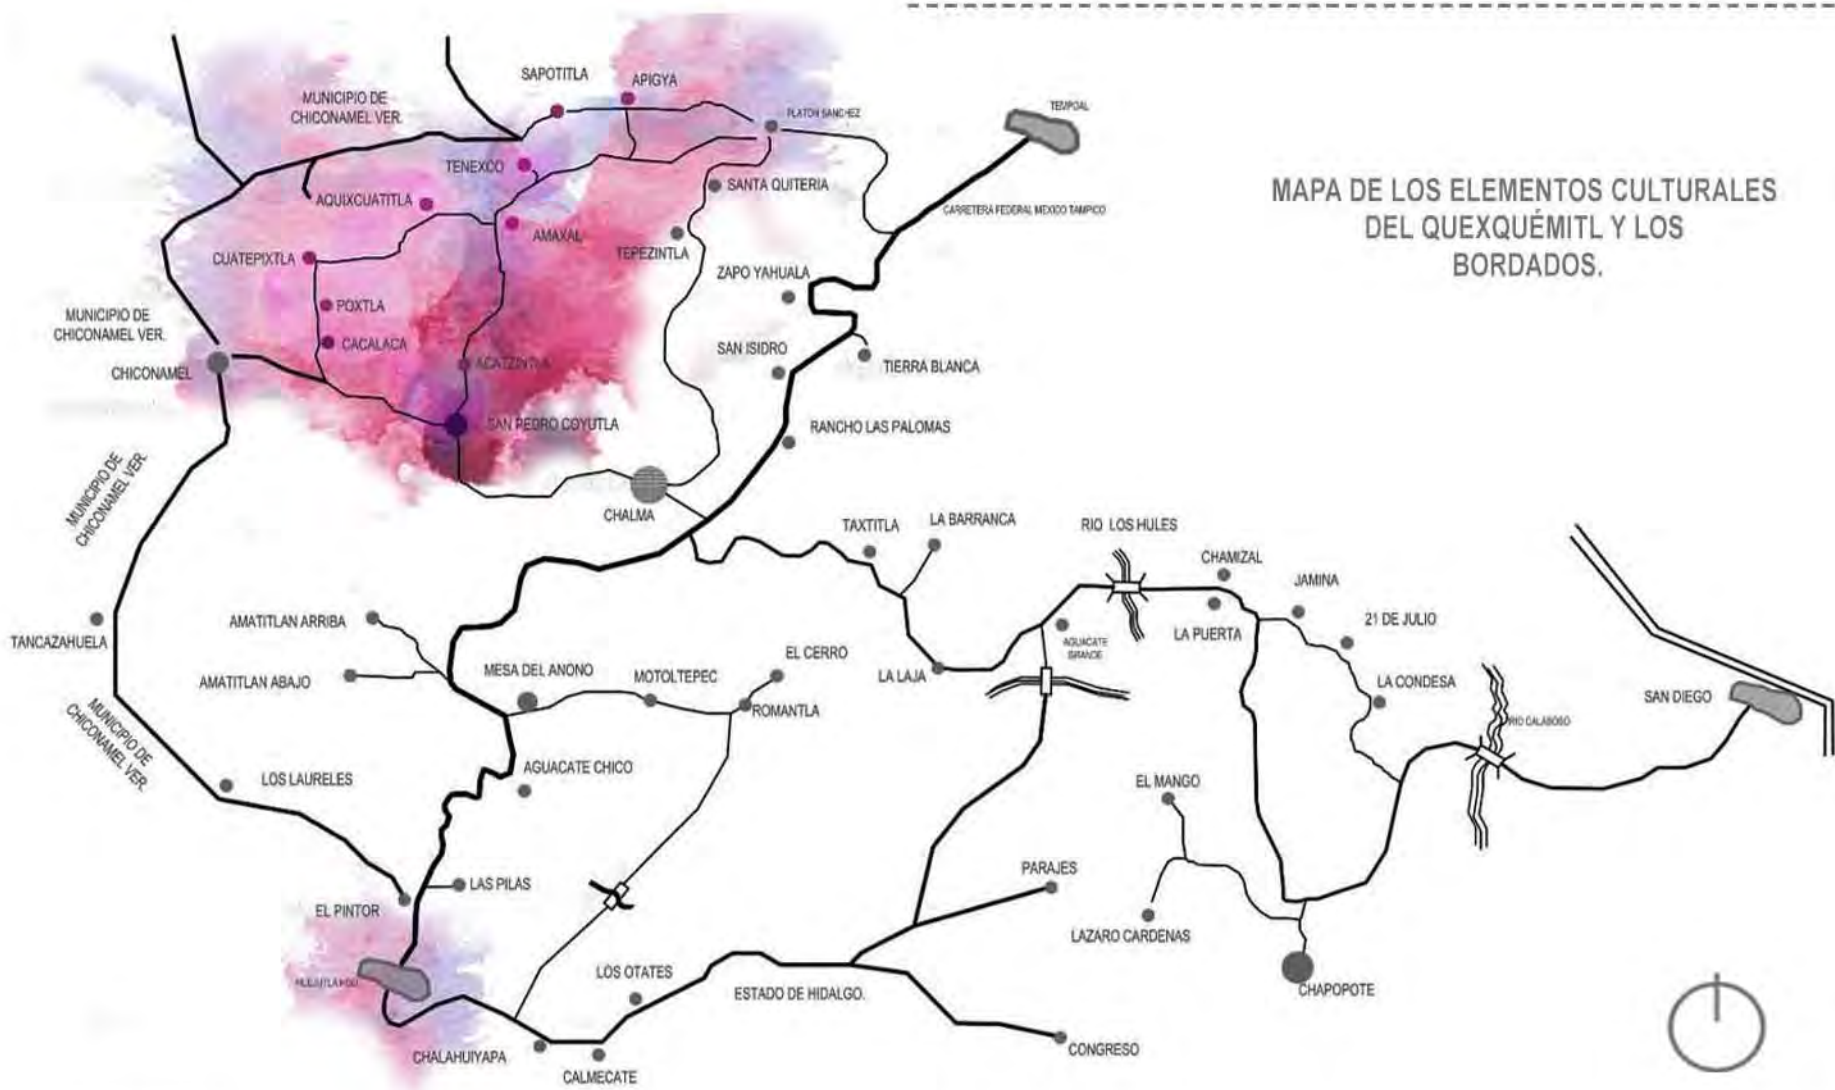 SAPOTITLA
APIGYA
MUNICIPIO DE
CHICONAMEL VER.
PLATON SANCHEZ
TEMPOAL
TENEXCO
SANTA QUITERIA
MAPA DE LOS ELEMENTOS CULTURALES
DEL QUEXQUÉMITL Y LOS
BORDADOS.
AQUIXCUATITLA
CARRETERA FEDERAL MEXICO TAMPICO
AMAXAL
TEPEZINTLA
CUATEPIXTLA
ZAPO YAHUALA
POXTLA
MUNICIPIO DE
CHICONAMEL VER.
CACALACA
SAN ISIDRO
ACATZINTLA
TIERRA BLANCA
CHICONAMEL
SAN PEDRO COYUTLA
RANCHO LAS PALOMAS
MUNICIPIO DE
CHICONAMEL VER.
CHALMA
TAXTITLA
LA BARRANCA
RIO LOS HULES
CHAMIZAL
JAMINA
AMATITLAN ARRIBA
21 DE JULIO
TANCAZAHUELA
LA PUERTA
AGUACATE
GRANDE
EL CERRO
MESA DEL ANONO
MOTOLTEPEC
LA LAJA
AMATITLAN ABAJO
LA CONDESA
SAN DIEGO
ROMANTLA
RIO CALABOSO
MUNICIPIO DE
CHICONAMEL VER.
AGUACATE CHICO
LOS LAURELES
EL MANGO
PARAJES
LAS PILAS
EL PINTOR
LAZARO CARDENAS
LOS OTATES
ESTADO DE HIDALGO.
CHAPOPOTE
CONGRESO
CHALAHUIYAPA
CALMECATE